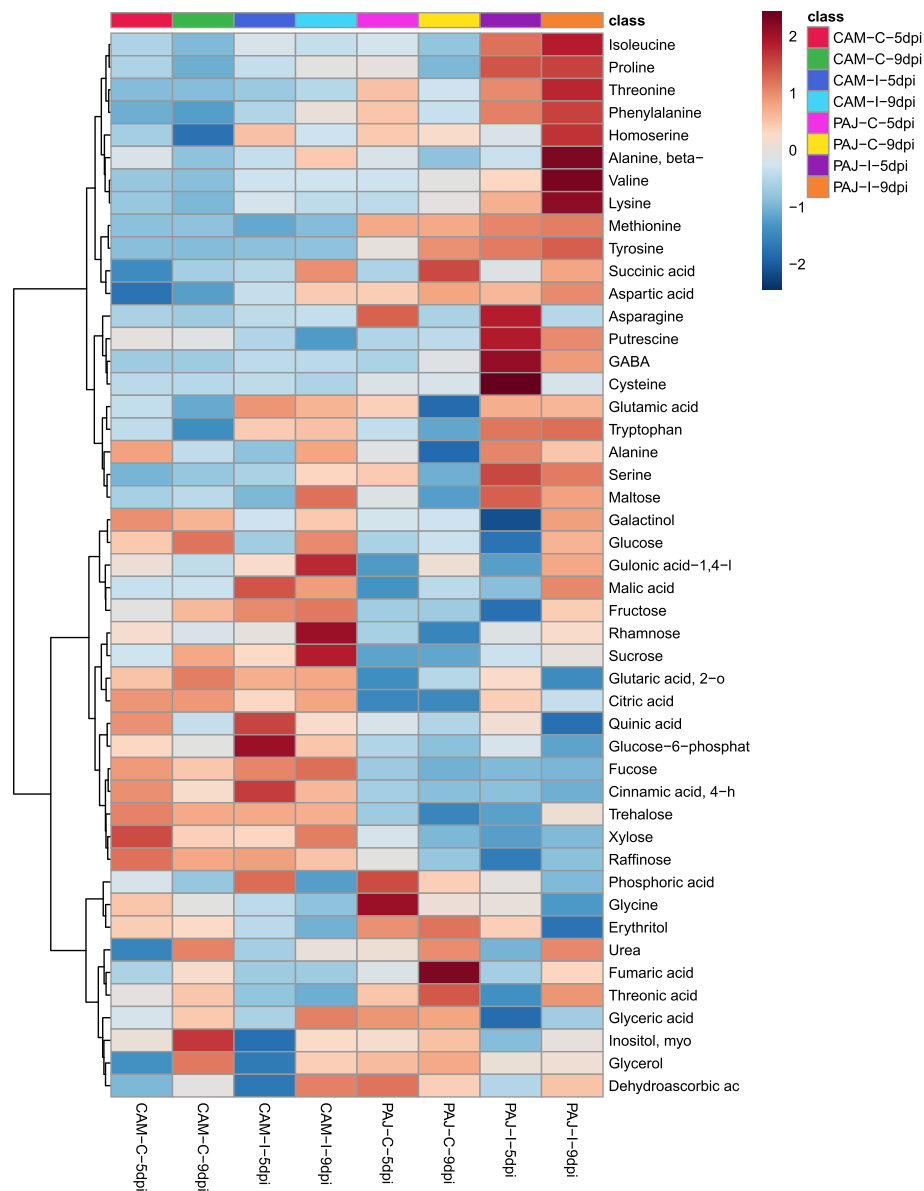 class
Isoleucine
Proline
Threonine
Phenylalanine
Homoserine
Alanine, beta−
Valine
Lysine
Methionine
Tyrosine
Succinic acid
Aspartic acid
Asparagine
Putrescine
GABA
Cysteine
Glutamic acid
Tryptophan
Alanine
Serine
Maltose
Galactinol
Glucose
Gulonic acid−1,4−l
Malic acid
Fructose
Rhamnose
Sucrose
Glutaric acid, 2−o
Citric acid
Quinic acid
Glucose−6−phosphat
Fucose
Cinnamic acid, 4−h
Trehalose
Xylose
Raffinose
Phosphoric acid
Glycine
Erythritol
Urea
Fumaric acid
Threonic acid
Glyceric acid
Inositol, myo
Glycerol
Dehydroascorbic ac
CAM−C−5dpi
CAM−C−9dpi
CAM−I−5dpi
CAM−I−9dpi
PAJ−C−5dpi
PAJ−C−9dpi
PAJ−I−5dpi
PAJ−I−9dpi
2
1
0
−1
−2
class
CAM−C−5dpi
CAM−C−9dpi
CAM−I−5dpi
CAM−I−9dpi
PAJ−C−5dpi
PAJ−C−9dpi
PAJ−I−5dpi
PAJ−I−9dpi